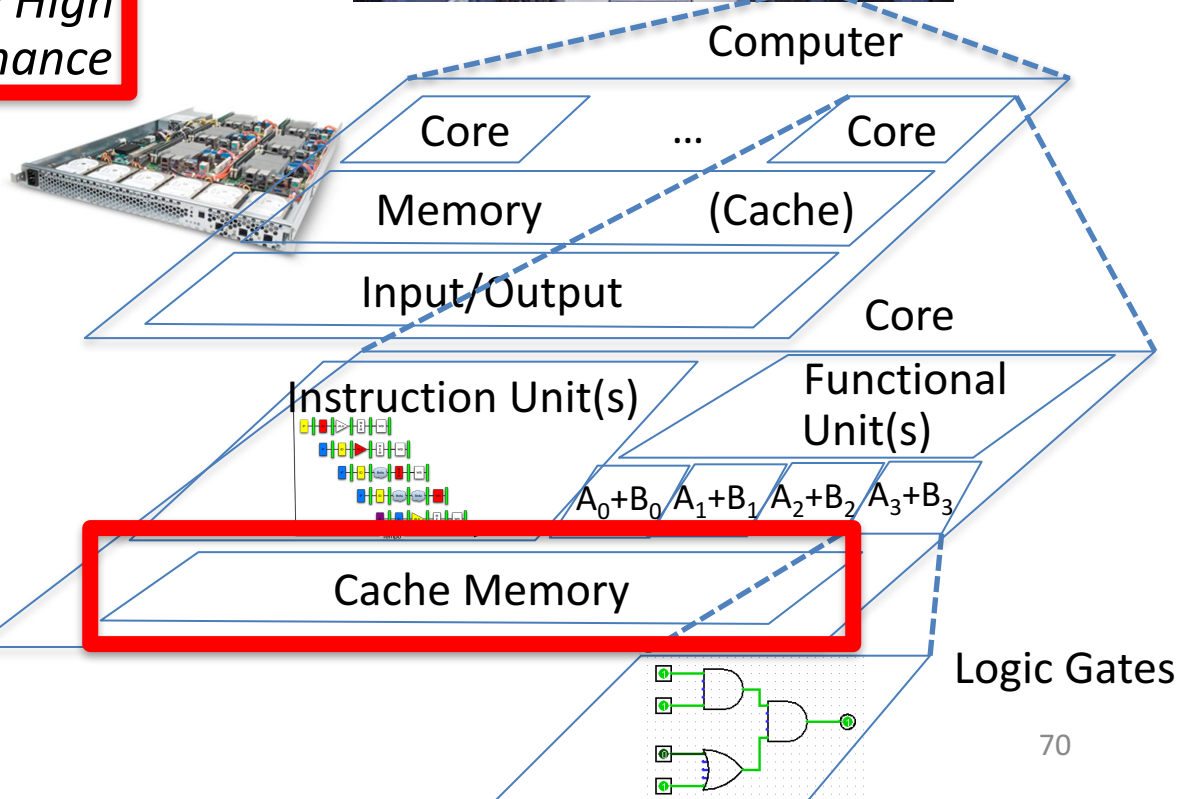 High
Computer
Core ... Core
Memory (Cache)
Input/Output
Core
Instruction Unit(s)
Functional
Unit(s)
A₀+B₀ A₁+B₁ A₂+B₂ A₃+B₃
Cache Memory
Logic Gates
70